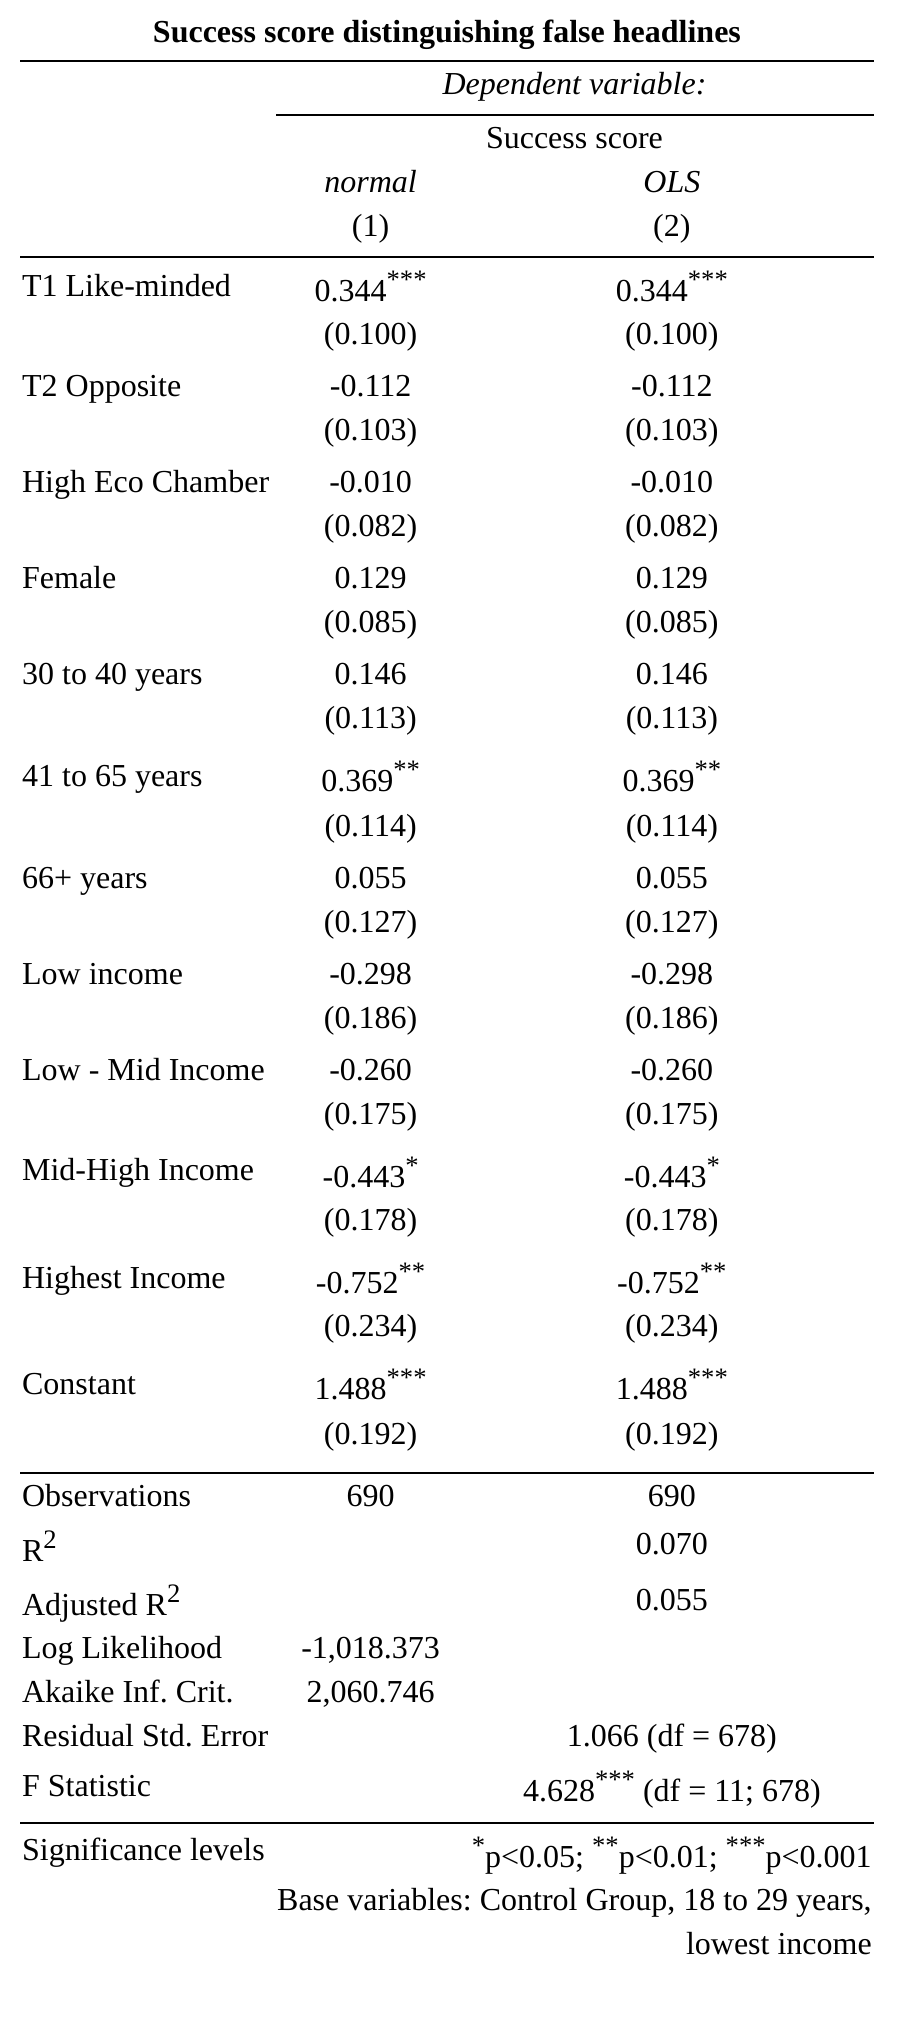 Success score distinguishing false headlines
Dependent variable:
Success score
normal OLS
(1) (2)
T1 Like-minded 0.344*** 0.344***
(0.100) (0.100)
T2 Opposite -0.112 -0.112
(0.103) (0.103)
High Eco Chamber -0.010 -0.010
(0.082) (0.082)
Female 0.129 0.129
(0.085) (0.085)
30 to 40 years 0.146 0.146
(0.113) (0.113)
41 to 65 years 0.369** 0.369**
(0.114) (0.114)
66+ years 0.055 0.055
(0.127) (0.127)
Low income -0.298 -0.298
(0.186) (0.186)
Low - Mid Income -0.260 -0.260
(0.175) (0.175)
Mid-High Income -0.443* -0.443*
(0.178) (0.178)
Highest Income -0.752** -0.752**
(0.234) (0.234)
Constant 1.488*** 1.488***
(0.192) (0.192)
Observations 690 690
R2 0.070
Adjusted R2 0.055
Log Likelihood -1,018.373
Akaike Inf. Crit. 2,060.746
Residual Std. Error 1.066 (df = 678)
F Statistic 4.628*** (df = 11; 678)
Significance levels *p<0.05; **p<0.01; ***p<0.001
Base variables: Control Group, 18 to 29 years,
lowest income